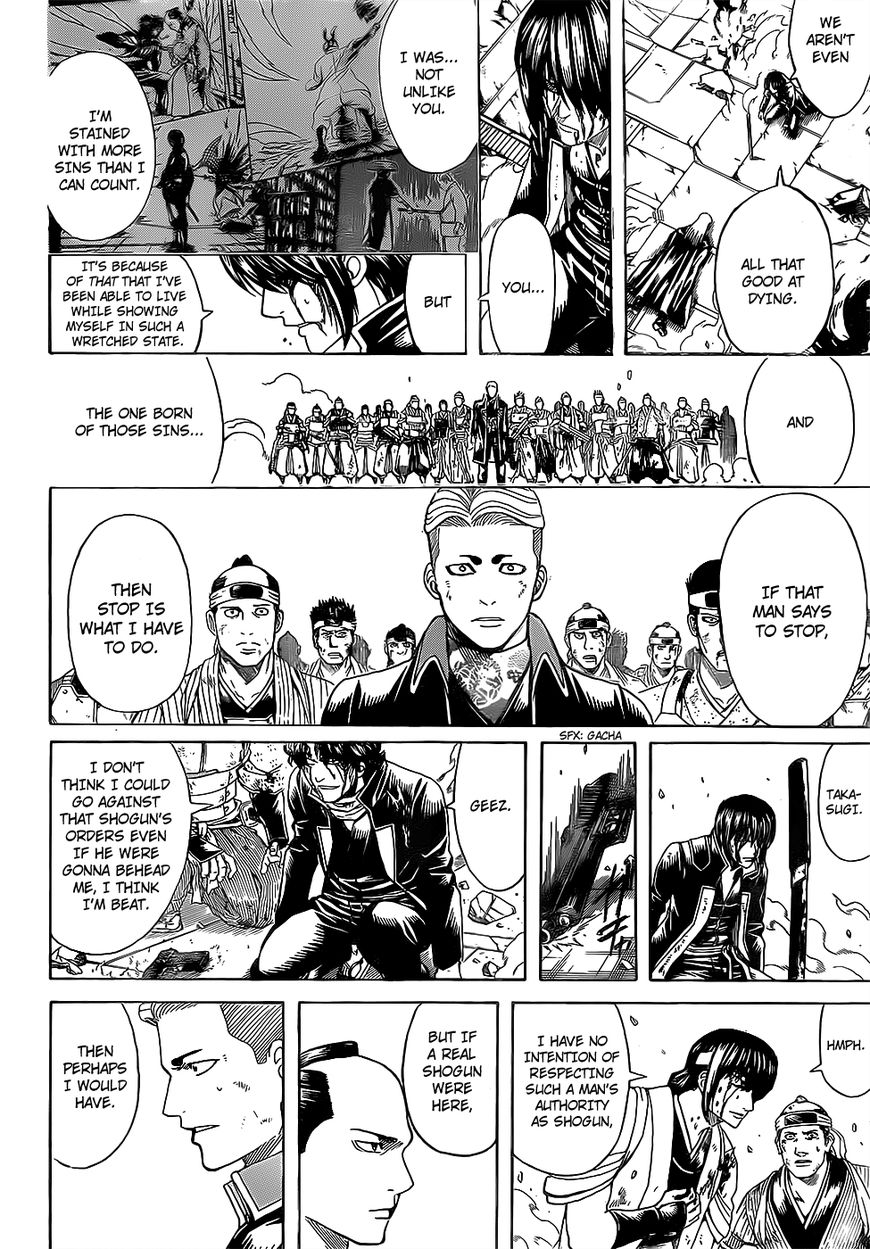 WE
AREN'T
EVEN
ALL THAT
GOOD AT
DYING.
YOU...
I WAS...
NOT
UNLIKE
YOU.
I'M
STAINED
WITH MORE
SINS THAN I
CAN COUNT.
BUT
IT'S BECAUSE
OF THAT THAT I'VE
BEEN ABLE TO LIVE
WHILE SHOWING
MYSELF IN SUCH A
WRETCHED STATE.
AND
THE ONE BORN
OF THOSE SINS...
IF THAT
MAN SAYS
TO STOP,
THEN
STOP IS
WHAT I HAVE
TO DO.
TAKA-
SUGI.
SFX: GACHA
ガチャ
GEEZ.
I DON'T
THINK I COULD
GO AGAINST
THAT SHOGUN'S
ORDERS EVEN
IF HE WERE
GONNA BEHEAD
ME, I THINK
I'M BEAT.
HMPH.
I HAVE NO
INTENTION OF
RESPECTING
SUCH A MAN'S
AUTHORITY
AS SHOGUN,
BUT IF
A REAL
SHOGUN
WERE
HERE,
THEN
PERHAPS
I WOULD
HAVE.